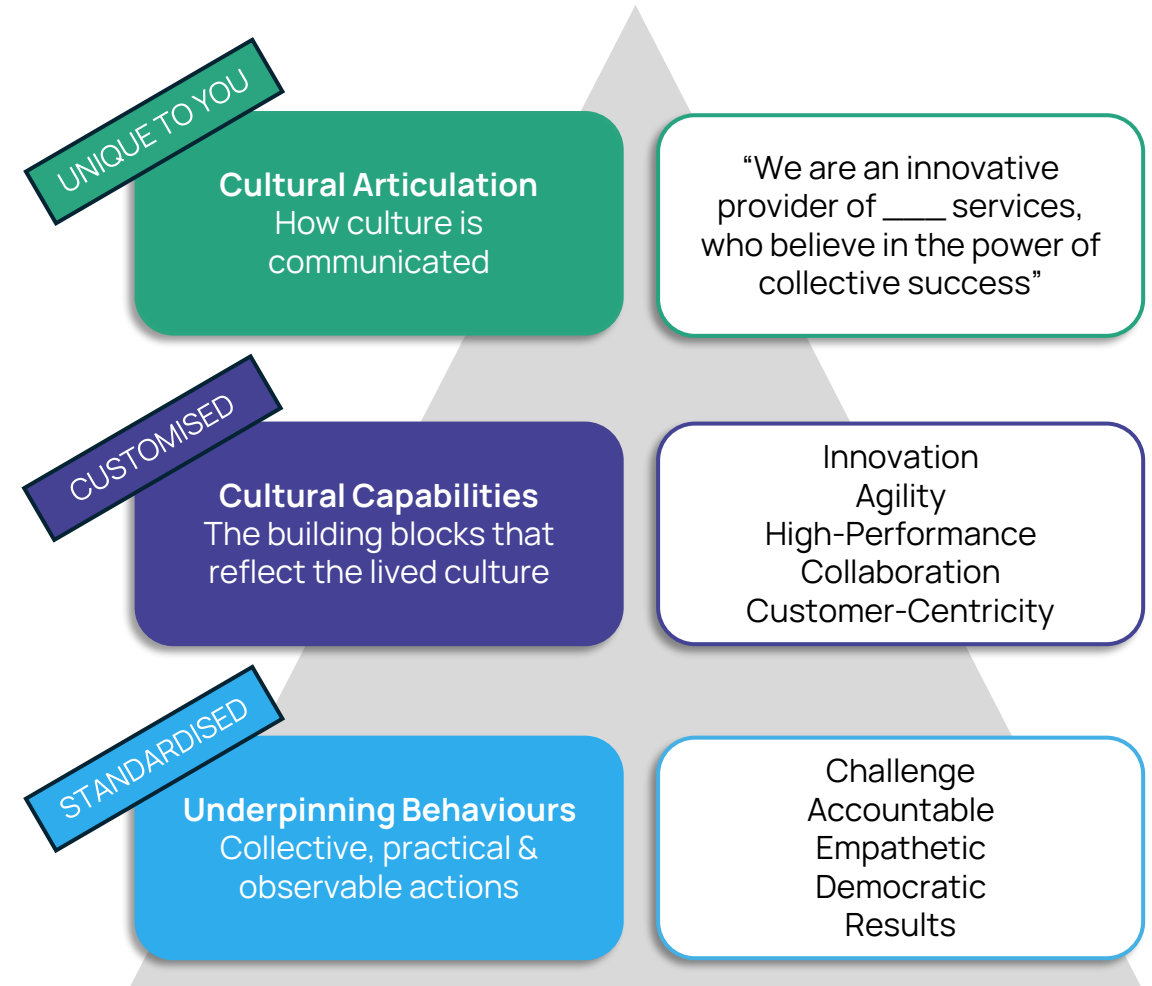 UNIQUE TO YOU
Cultural Articulation
How culture is
communicated
“We are an innovative
provider of ___ services,
who believe in the power of
collective success”
CUSTOMISED
Cultural Capabilities
The building blocks that
reflect the lived culture
Innovation
Agility
High-Performance
Collaboration
Customer-Centricity
STANDARDISED
Underpinning Behaviours
Collective, practical &
observable actions
Challenge
Accountable
Empathetic
Democratic
Results